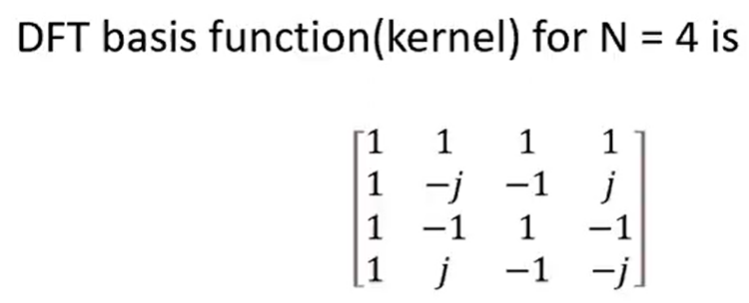 DFT basis function(kernel) for N = 4 is
1 1 1 1
1 −j −1 j
1 −1 1 −1
1 j −1 −j